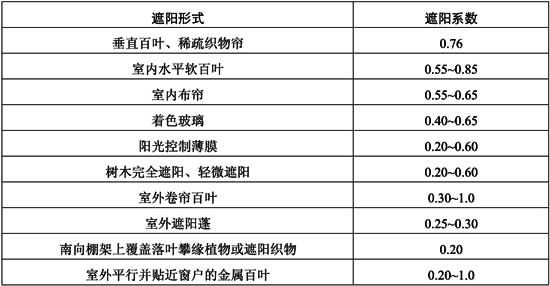 遮阳形式 遮阳系数
垂直百叶、稀疏织物帘 0.76
室内水平软百叶 0.55~0.85
室内布帘 0.55~0.65
着色玻璃 0.40~0.65
阳光控制薄膜 0.20~0.60
树木完全遮阳、轻微遮阳 0.20~0.60
室外卷帘百叶 0.30~1.0
室外遮阳蓬 0.25~0.30
南向棚架上覆盖落叶攀缘植物或遮阳织物 0.20
室外平行并贴近窗户的金属百叶 0.20~1.0